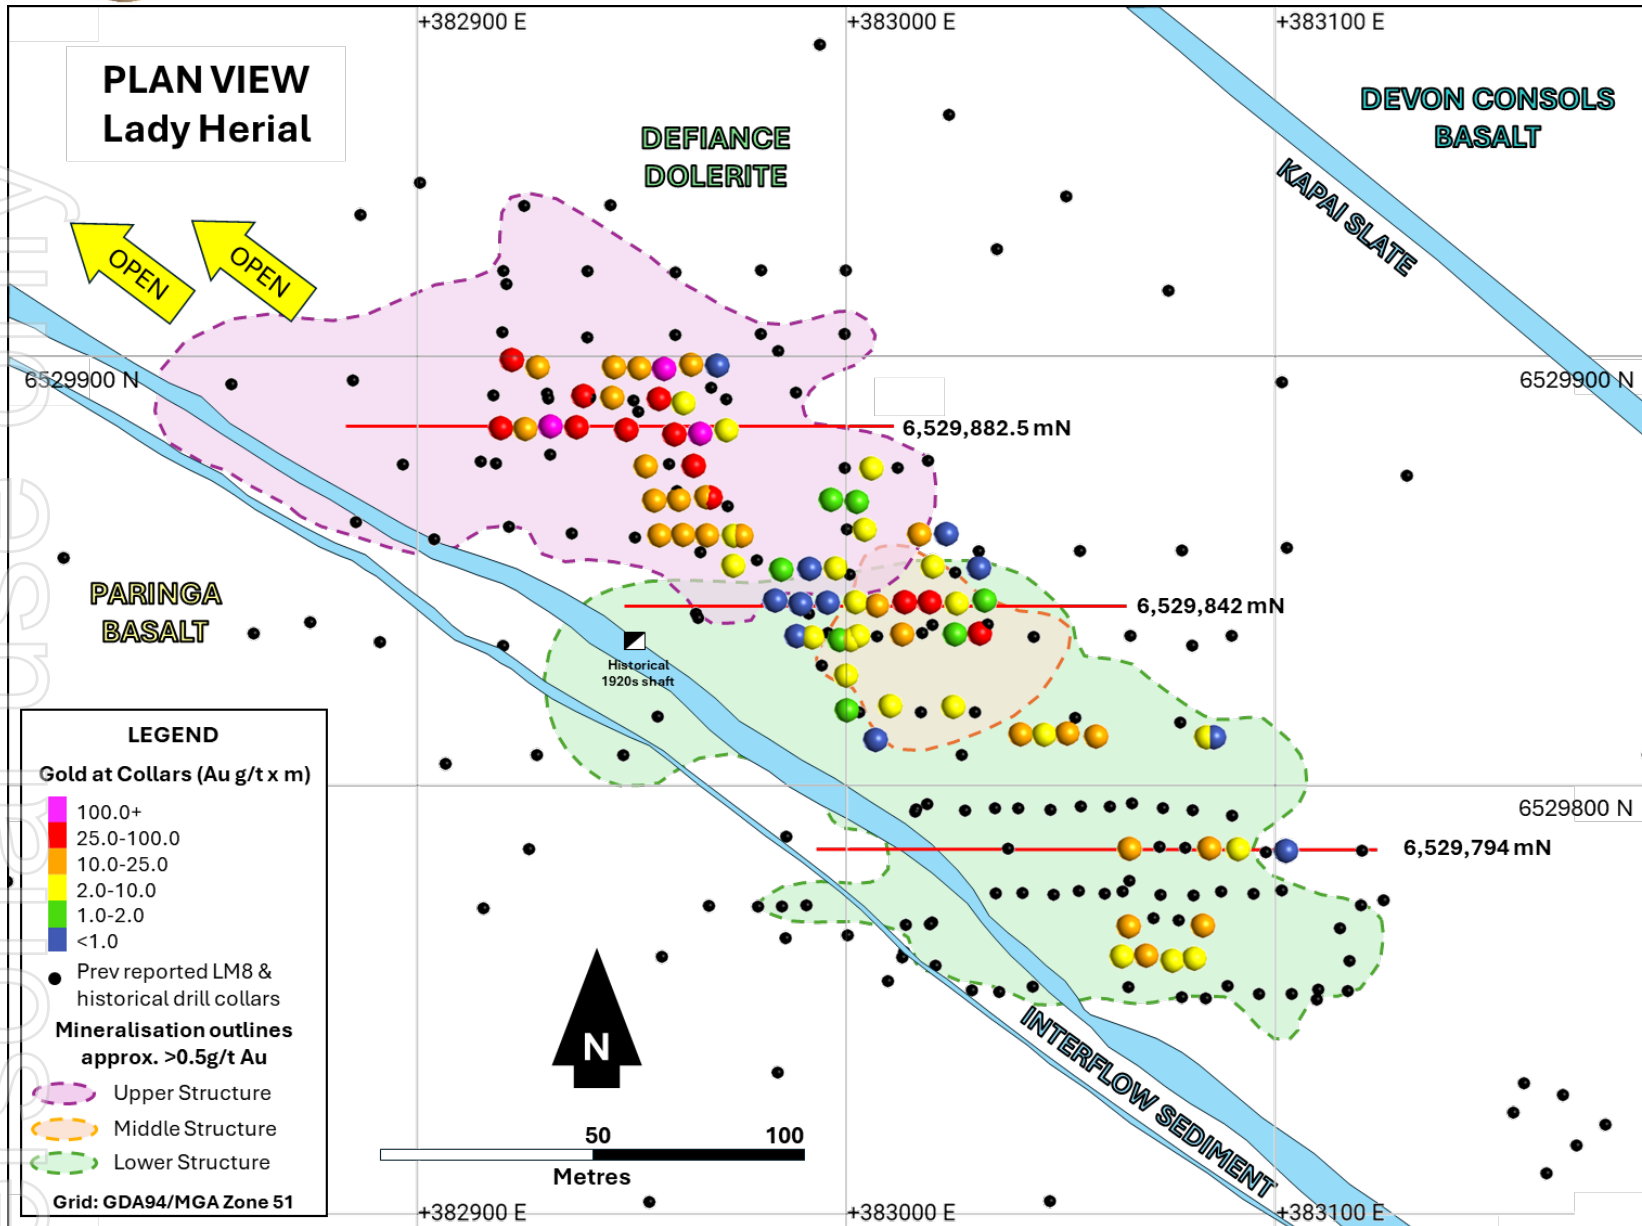 +382900 E
+383000 E
+383100 E
PLAN VIEW
Lady Herial
DEFIANCE
DOLERITE
DEVON CONSOLS
BASALT
KAPAI SLATE
OPEN
OPEN
6529900 N
6529900 N
6,529,882.5 mN
PARINGA
BASALT
6,529,842 mN
Historical
1920s shaft
6529800 N
6,529,794 mN
LEGEND
Gold at Collars (Au g/t x m)
100.0+
25.0-100.0
10.0-25.0
2.0-10.0
1.0-2.0
<1.0
Prev reported LM8 &
historical drill collars
Mineralisation outlines
approx. >0.5g/t Au
Upper Structure
Middle Structure
Lower Structure
Grid: GDA94/MGA Zone 51
N
INTERFLOW SEDIMENT
50
100
Metres
+382900 E
+383000 E
+383100 E